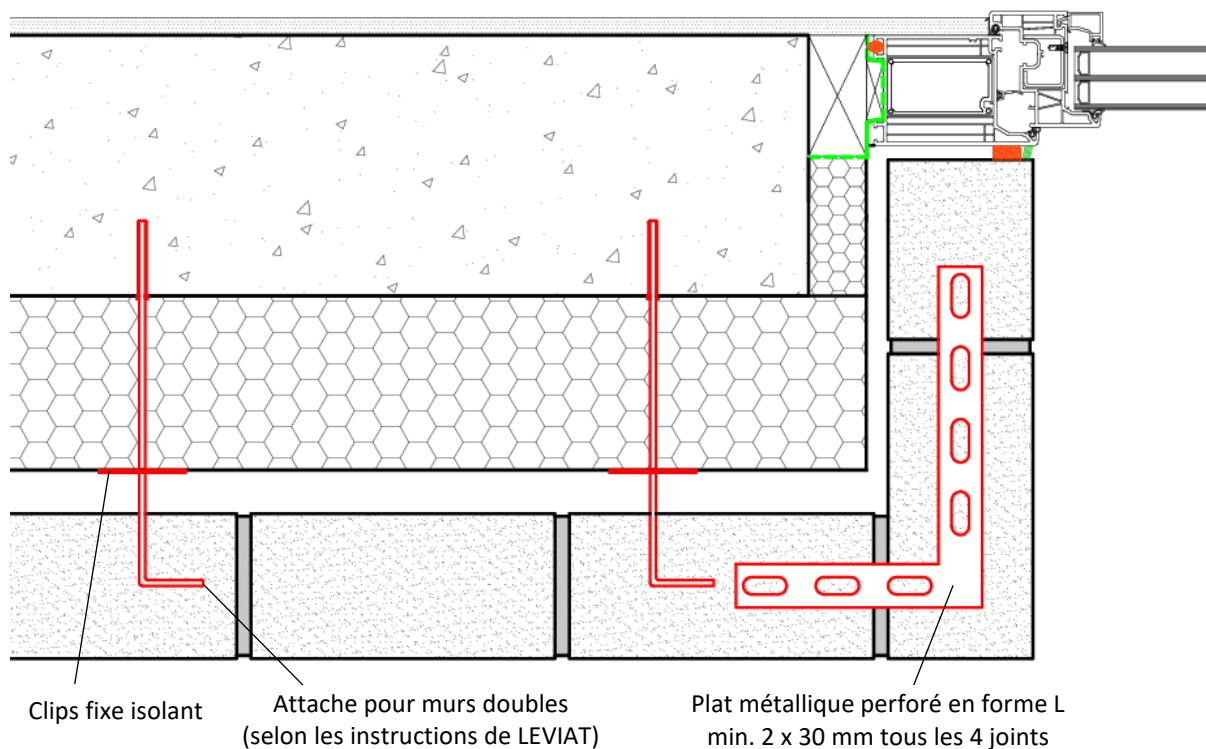 Clips fixe isolant
Attache pour murs doubles
(selon les instructions de LEVIAT)
Plat métallique perforé en forme L
min. 2 x 30 mm tous les 4 joints